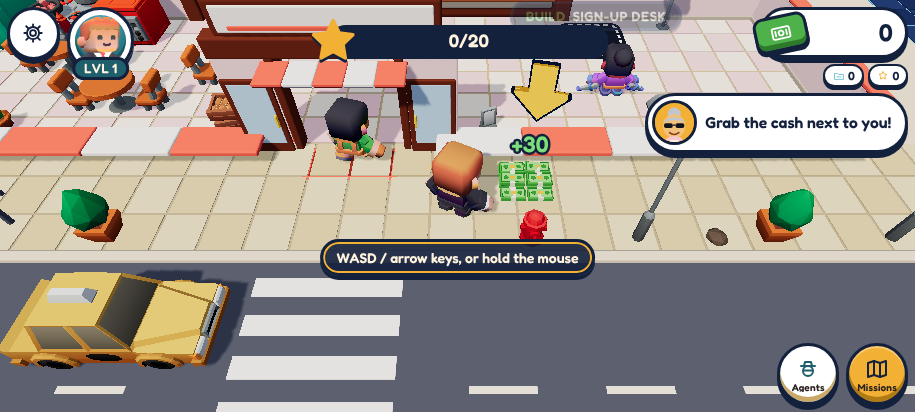 BUILD SIGN-UP DESK
0/20
0
LVL 1
0
0
Grab the cash next to you!
+30
WASD / arrow keys, or hold the mouse
Agents
Missions